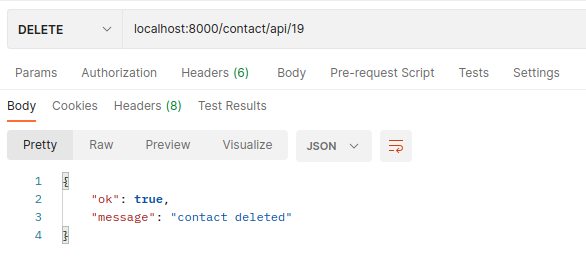 DELETE localhost:8000/contact/api/19
Params Authorization Headers (6) Body Pre-request Script Tests Settings
Body Cookies Headers (8) Test Results
Pretty Raw Preview Visualize JSON
1 {
2 "ok": true,
3 "message": "contact deleted"
4 }